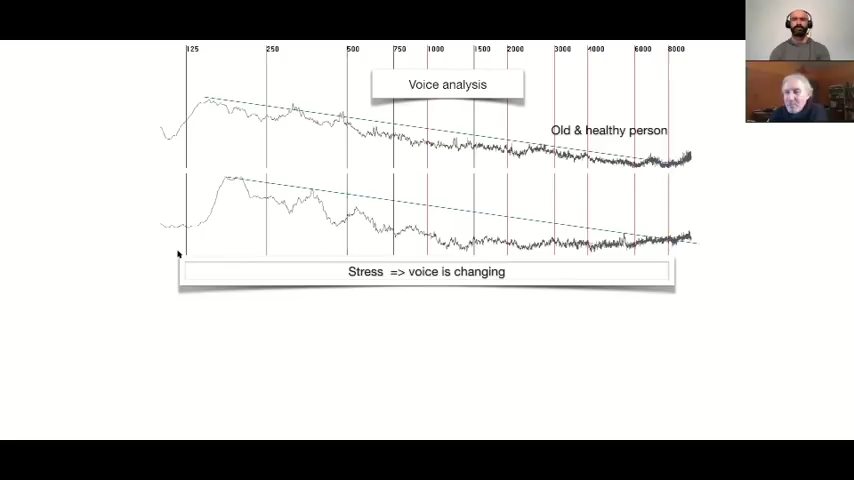 125 250 500 750 1000 1500 2000 3000 4000 6000 8000
Voice analysis
Old & healthy person
Stress => voice is changing